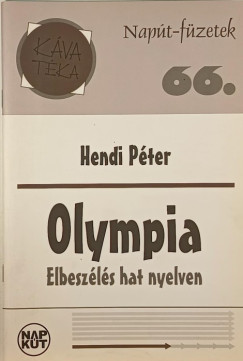 KÁVA
TÉKA
Napút-füzetek
66.
Hendi Péter
Olympia
Elbeszélés hat nyelven
NAP
KÚT